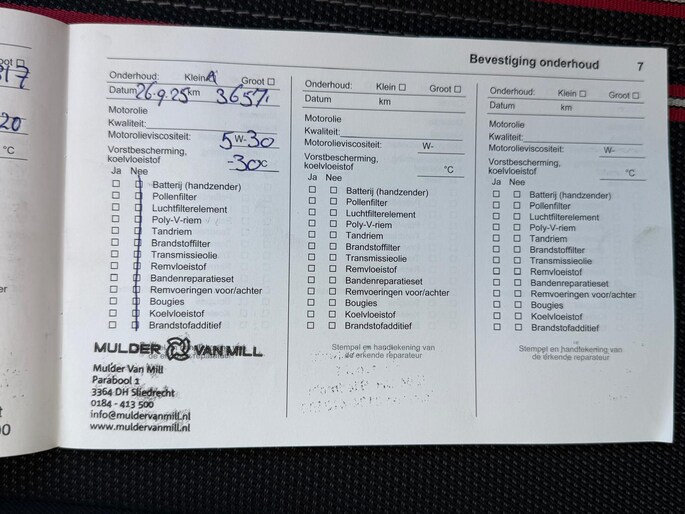 Bevestiging onderhoud 7
oot
Onderhoud: Klein Groot
Datum 26.9.25 km 36571
Motorolie
Kwaliteit:
Motorolieviscositeit: 5 W- 30
Vorstbescherming,
koelvloeistof -30 °C
Ja Nee
Batterij (handzender)
Pollenfilter
Luchtfilterelement
Poly-V-riem
Tandriem
Brandstoffilter
Transmissieolie
Remvloeistof
Bandenreparatieset
Remvoeringen voor/achter
Bougies
Koelvloeistof
Brandstofadditief
MULDER VAN MILL
Mulder Van Mill
Parabool 1
3364 DH Sliedrecht
0184 - 413 500
info@muldervanmill.nl
www.muldervanmill.nl
Onderhoud: Klein Groot
Datum km
Motorolie
Kwaliteit:
Motorolieviscositeit: W-
Vorstbescherming,
koelvloeistof °C
Ja Nee
Batterij (handzender)
Pollenfilter
Luchtfilterelement
Poly-V-riem
Tandriem
Brandstoffilter
Transmissieolie
Remvloeistof
Bandenreparatieset
Remvoeringen voor/achter
Bougies
Koelvloeistof
Brandstofadditief
Stempel en handtekening van
de erkende reparateur
Onderhoud: Klein Groot
Datum km
Motorolie
Kwaliteit:
Motorolieviscositeit: W-
Vorstbescherming,
koelvloeistof °C
Ja Nee
Batterij (handzender)
Pollenfilter
Luchtfilterelement
Poly-V-riem
Tandriem
Brandstoffilter
Transmissieolie
Remvloeistof
Bandenreparatieset
Remvoeringen voor/achter
Bougies
Koelvloeistof
Brandstofadditief
Stempel en handtekening van
de erkende reparateur